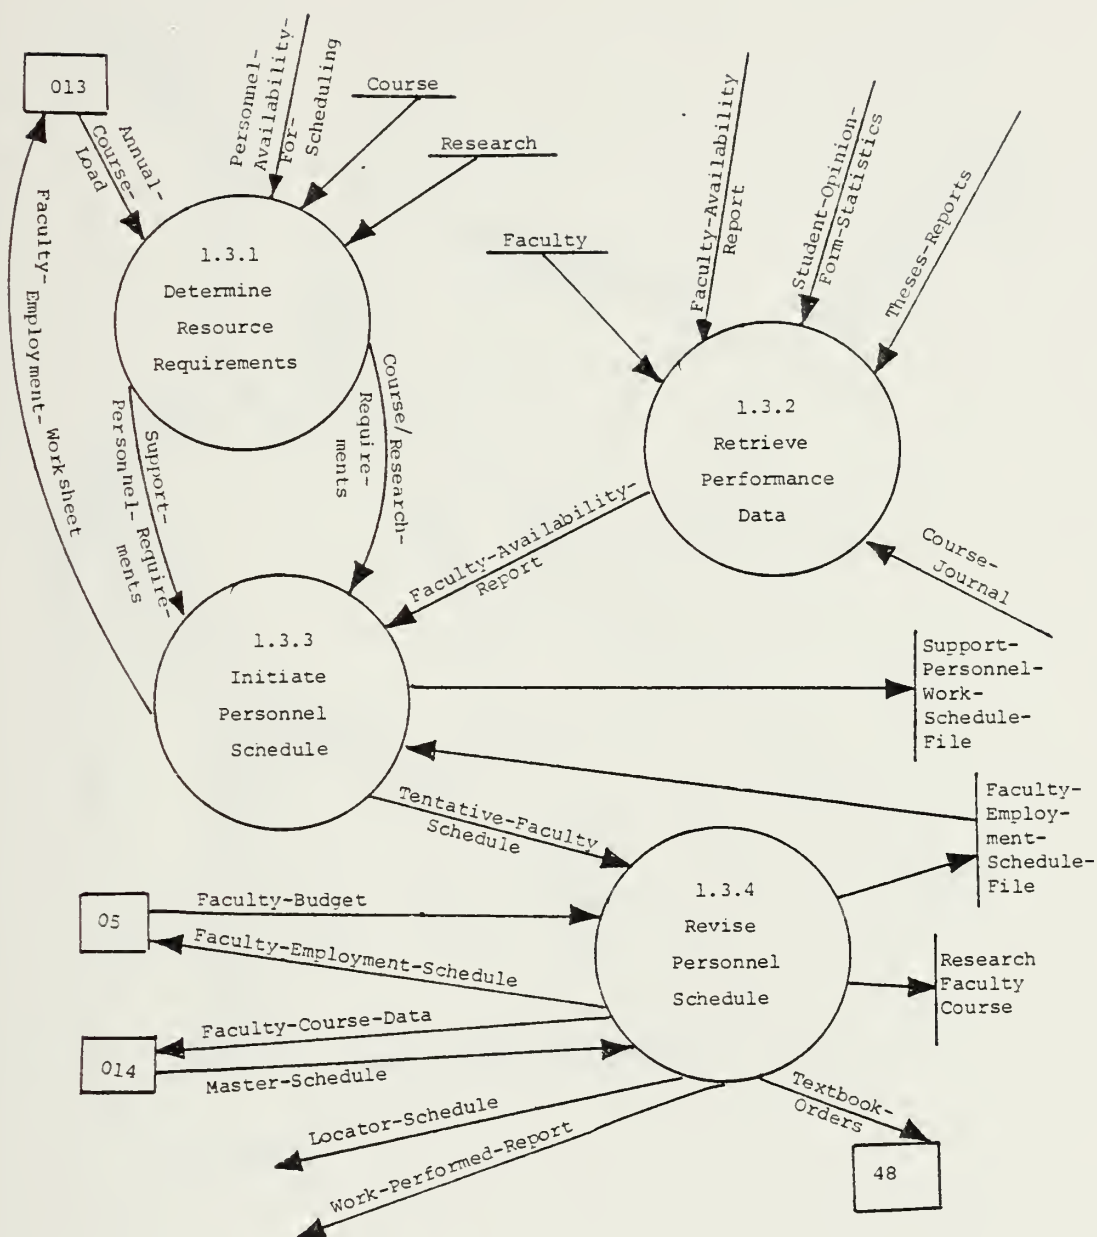 013
Annual-
Course-
Load
Personnel-
Availability-
For-
Scheduling
Course
Research
Faculty-Availability
Report
Student-Opinion-
Form-Statistics
Theses-Reports
Faculty
1.3.1
Determine
Resource
Requirements
Faculty-Employment-Worksheet
Support-
Personnel-Require-
ments
Course/Research-
Require-
ments
1.3.2
Retrieve
Performance
Data
Faculty-Availability-
Report
Course-
Journal
1.3.3
Initiate
Personnel
Schedule
Support-
Personnel-
Work-
Schedule-
File
Tentative-Faculty
Schedule
Faculty-
Employ-
ment-
Schedule-
File
1.3.4
Revise
Personnel
Schedule
05
Faculty-Budget
Faculty-Employment-Schedule
Research
Faculty
Course
014
Faculty-Course-Data
Master-Schedule
Locator-Schedule
Work-Performed-Report
Textbook-
Orders
48